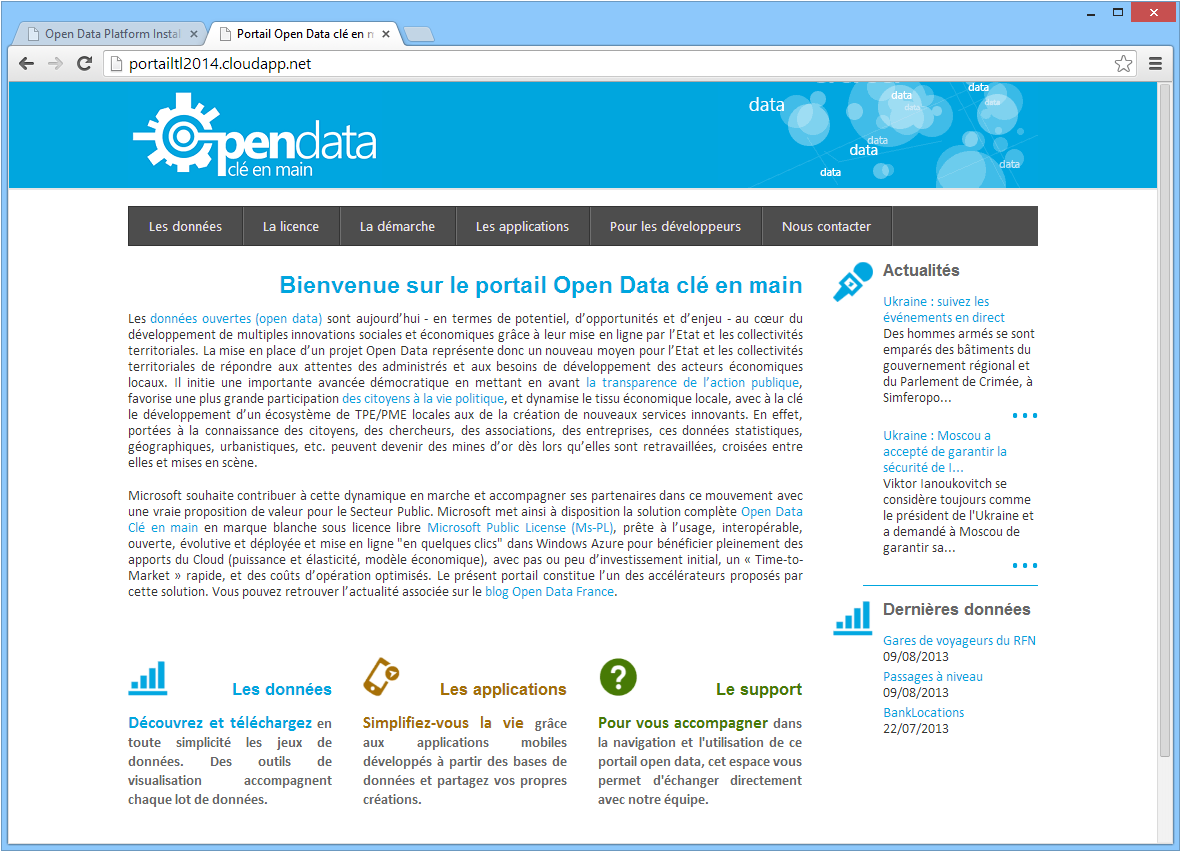 Open Data Platform Instal
Portail Open Data clé en m
portailtl2014.cloudapp.net
opendata
clé en main
data
data
data
data
data
data
data
data
Les données
La licence
La démarche
Les applications
Pour les développeurs
Nous contacter
Bienvenue sur le portail Open Data clé en main
Les données ouvertes (open data) sont aujourd’hui - en termes de potentiel, d’opportunités et d’enjeu - au cœur du
développement de multiples innovations sociales et économiques grâce à leur mise en ligne par l’Etat et les collectivités
territoriales. La mise en place d’un projet Open Data représente donc un nouveau moyen pour l’Etat et les collectivités
territoriales de répondre aux attentes des administrés et aux besoins de développement des acteurs économiques
locaux. Il initie une importante avancée démocratique en mettant en avant la transparence de l’action publique,
favorise une plus grande participation des citoyens à la vie politique, et dynamise le tissu économique locale, avec à la clé
le développement d’un écosystème de TPE/PME locales aux de la création de nouveaux services innovants. En effet,
portées à la connaissance des citoyens, des chercheurs, des associations, des entreprises, ces données statistiques,
géographiques, urbanistiques, etc. peuvent devenir des mines d’or dès lors qu’elles sont retravaillées, croisées entre
elles et mises en scène.
Microsoft souhaite contribuer à cette dynamique en marche et accompagner ses partenaires dans ce mouvement avec
une vraie proposition de valeur pour le Secteur Public. Microsoft met ainsi à disposition la solution complète Open Data
Clé en main en marque blanche sous licence libre Microsoft Public License (Ms-PL), prête à l’usage, interopérable,
ouverte, évolutive et déployée et mise en ligne "en quelques clics" dans Windows Azure pour bénéficier pleinement des
apports du Cloud (puissance et élasticité, modèle économique), avec pas ou peu d’investissement initial, un « Time-to-
Market » rapide, et des coûts d’opération optimisés. Le présent portail constitue l’un des accélérateurs proposés par
cette solution. Vous pouvez retrouver l’actualité associée sur le blog Open Data France.
Les données
Découvrez et téléchargez en
toute simplicité les jeux de
données. Des outils de
visualisation accompagnent
chaque lot de données.
Les applications
Simplifiez-vous la vie grâce
aux applications mobiles
développés à partir des bases de
données et partagez vos propres
créations.
?
Le support
Pour vous accompagner dans
la navigation et l'utilisation de ce
portail open data, cet espace vous
permet d'échanger directement
avec notre équipe.
Actualités
Ukraine : suivez les
événements en direct
Des hommes armés se sont
emparés des bâtiments du
gouvernement régional et
du Parlement de Crimée, à
Simferopo...
...
Ukraine : Moscou a
accepté de garantir la
sécurité de I...
Viktor Ianoukovitch se
considère toujours comme
le président de l'Ukraine et
a demandé à Moscou de
garantir sa...
...
Dernières données
Gares de voyageurs du RFN
09/08/2013
Passages à niveau
09/08/2013
BankLocations
22/07/2013